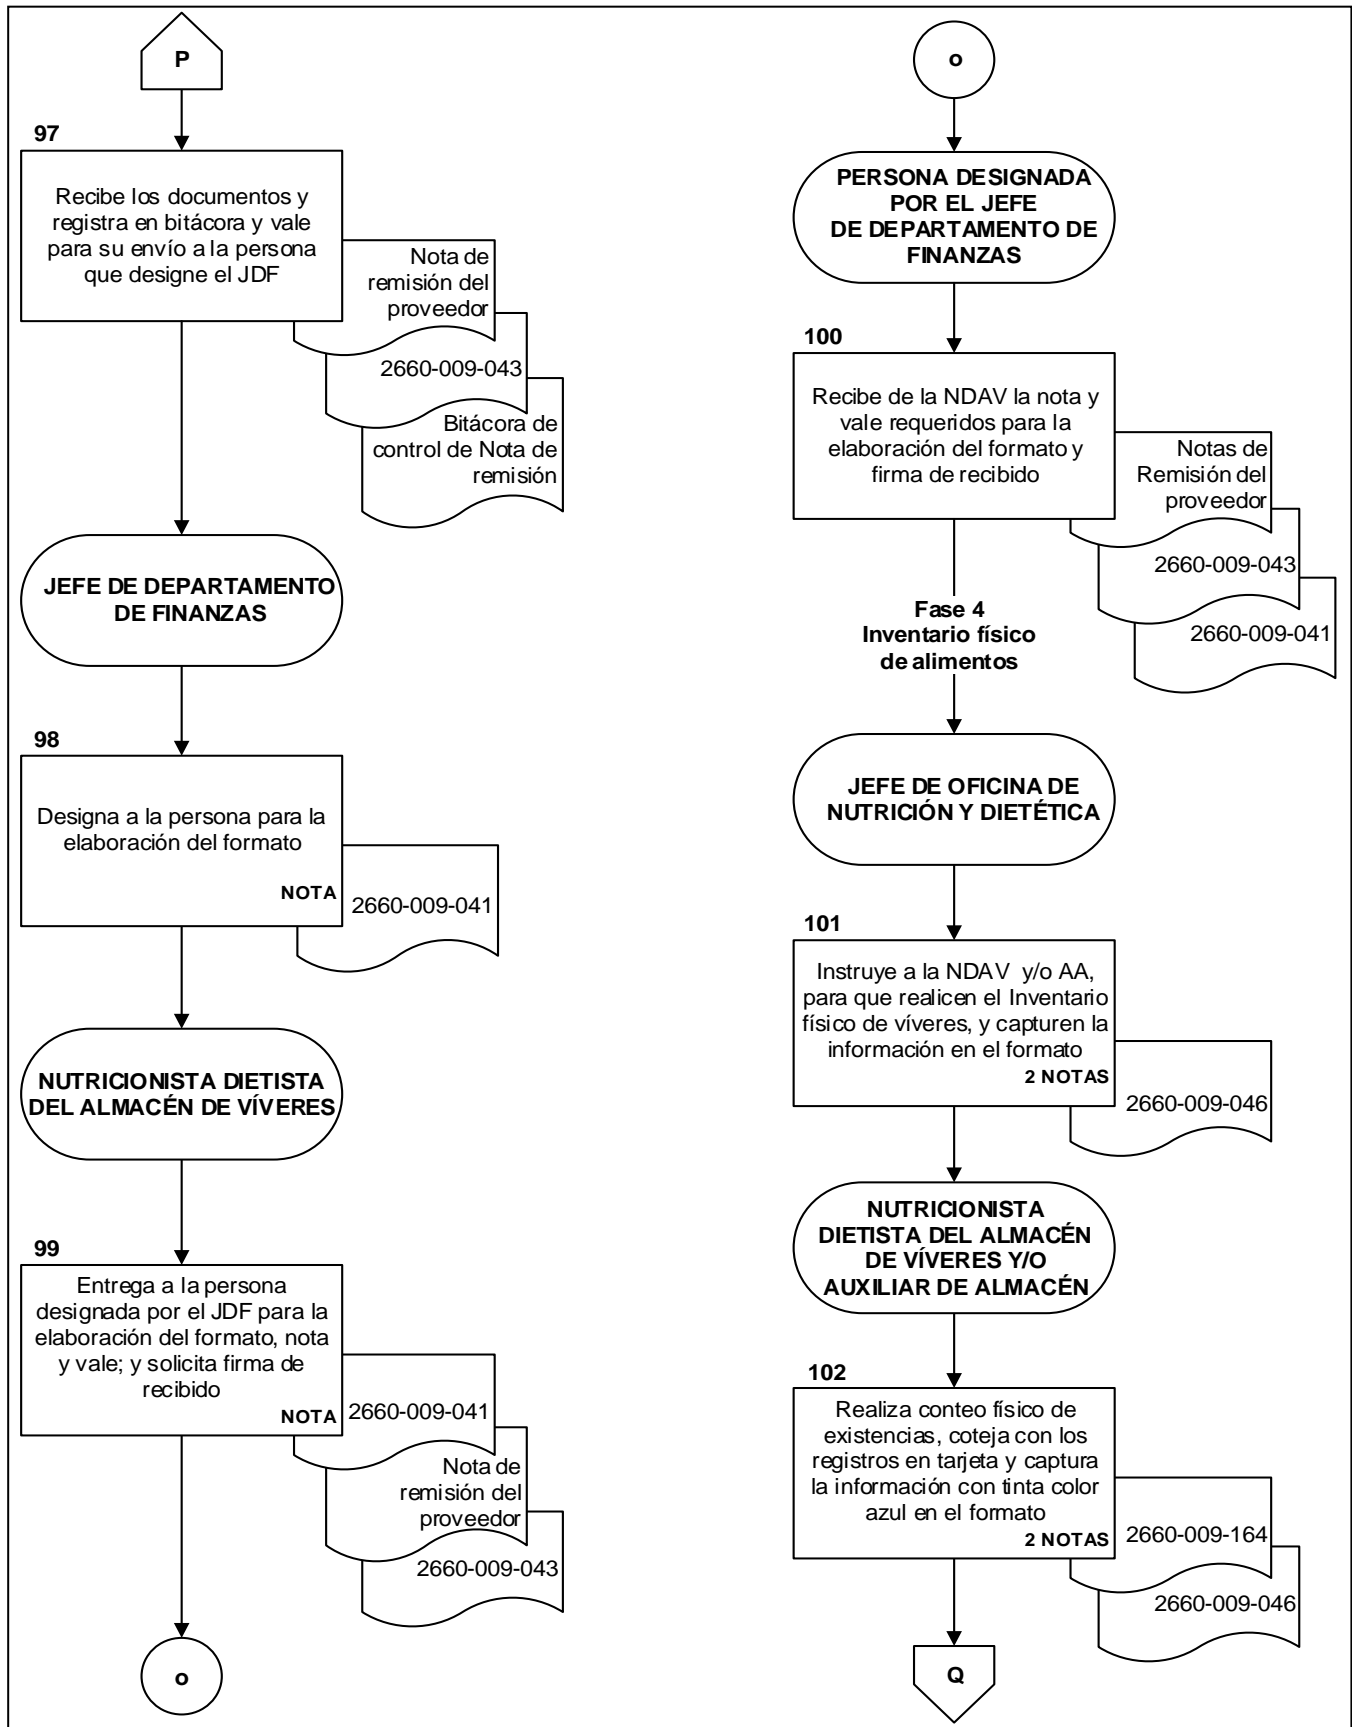 P
97
Recibe los documentos y
registra en bitácora y vale
para su envío a la persona
que designe el JDF
Nota de
remisión del
proveedor
2660-009-043
Bitácora de
control de Nota de
remisión
JEFE DE DEPARTAMENTO
DE FINANZAS
98
Designa a la persona para la
elaboración del formato
NOTA
2660-009-041
NUTRICIONISTA DIETISTA
DEL ALMACÉN DE VÍVERES
99
Entrega a la persona
designada por el JDF para la
elaboración del formato, nota
y vale; y solicita firma de
recibido
NOTA
2660-009-041
Nota de
remisión del
proveedor
2660-009-043
o
o
PERSONA DESIGNADA
POR EL JEFE
DE DEPARTAMENTO DE
FINANZAS
100
Recibe de la NDAV la nota y
vale requeridos para la
elaboración del formato y
firma de recibido
Notas de
Remisión del
proveedor
2660-009-043
2660-009-041
Fase 4
Inventario físico
de alimentos
JEFE DE OFICINA DE
NUTRICIÓN Y DIETÉTICA
101
Instruye a la NDAV y/o AA,
para que realicen el Inventario
físico de víveres, y capturen la
información en el formato
2 NOTAS
2660-009-046
NUTRICIONISTA
DIETISTA DEL ALMACÉN
DE VÍVERES Y/O
AUXILIAR DE ALMACÉN
102
Realiza conteo físico de
existencias, coteja con los
registros en tarjeta y captura
la información con tinta color
azul en el formato
2 NOTAS
2660-009-164
2660-009-046
Q